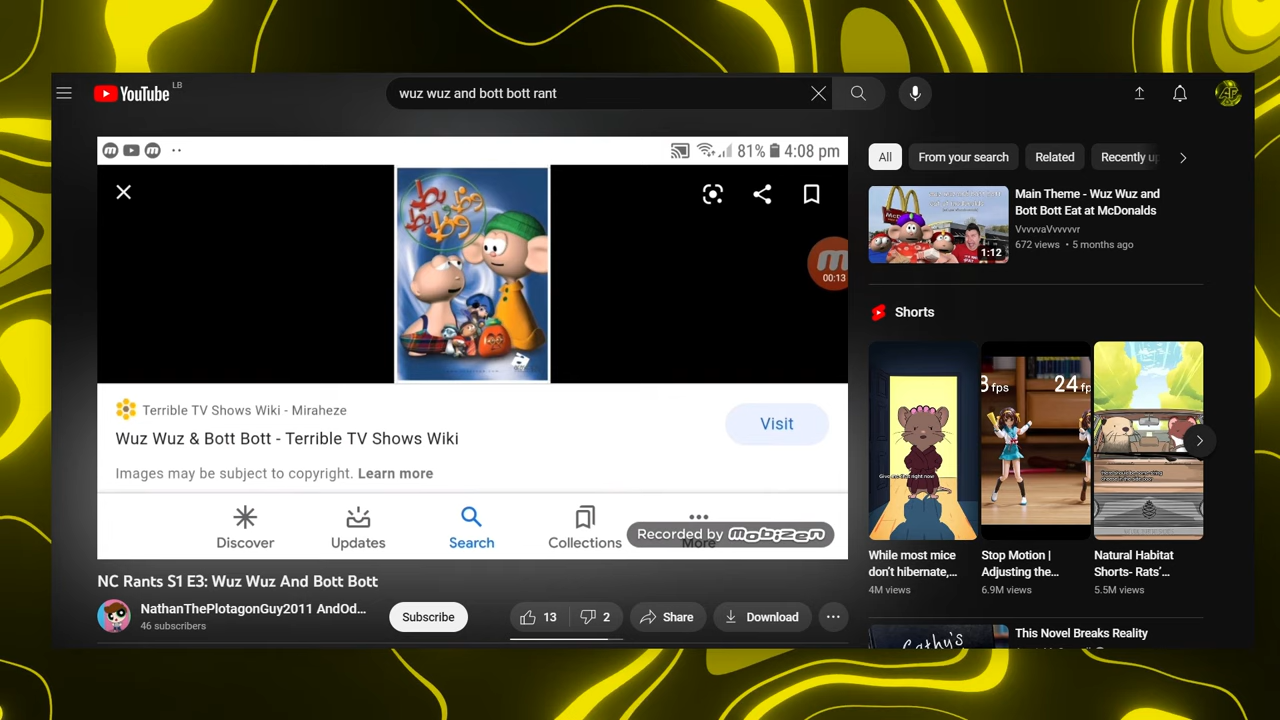 YouTube LB
wuz wuz and bott bott rant
81% 4:08 pm
وظ بط
وظ بط
00:13
Terrible TV Shows Wiki - Miraheze
Wuz Wuz & Bott Bott - Terrible TV Shows Wiki
Images may be subject to copyright. Learn more
Visit
Discover
Updates
Search
Collections
More
Recorded by mobizen
NC Rants S1 E3: Wuz Wuz And Bott Bott
NathanThePlotagonGuy2011 AndOd...
46 subscribers
Subscribe
13
2
Share
Download
All
From your search
Related
Recently up
Main Theme - Wuz Wuz and
Bott Bott Eat at McDonalds
VvvvvaVvvvvr
672 views • 5 months ago
1:12
Shorts
3 fps
24 fp
While most mice
don't hibernate,...
4M views
Stop Motion |
Adjusting the...
6.9M views
Natural Habitat
Shorts- Rats'...
5.5M views
Cathy's
This Novel Breaks Reality